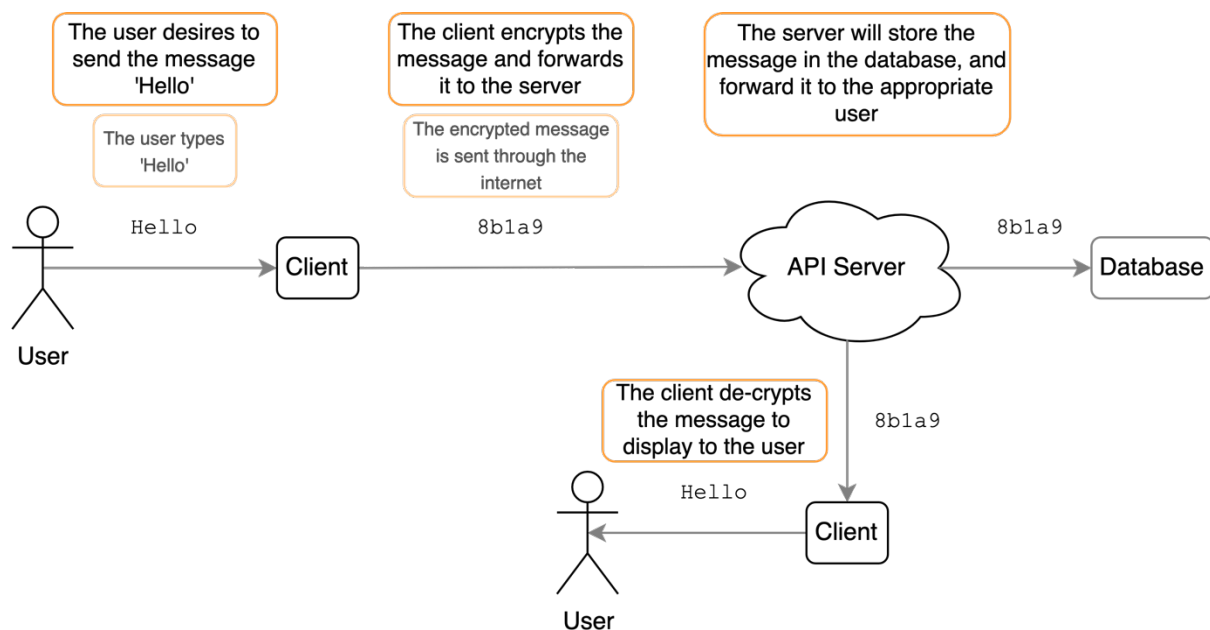 The user desires to
send the message
'Hello'
The client encrypts the
message and forwards
it to the server
The server will store the
message in the database, and
forward it to the appropriate
user
The user types
'Hello'
The encrypted message
is sent through the
internet
Hello
8b1a9
8b1a9
Client
API Server
Database
User
The client de-crypts
the message to
display to the user
8b1a9
Hello
Client
User